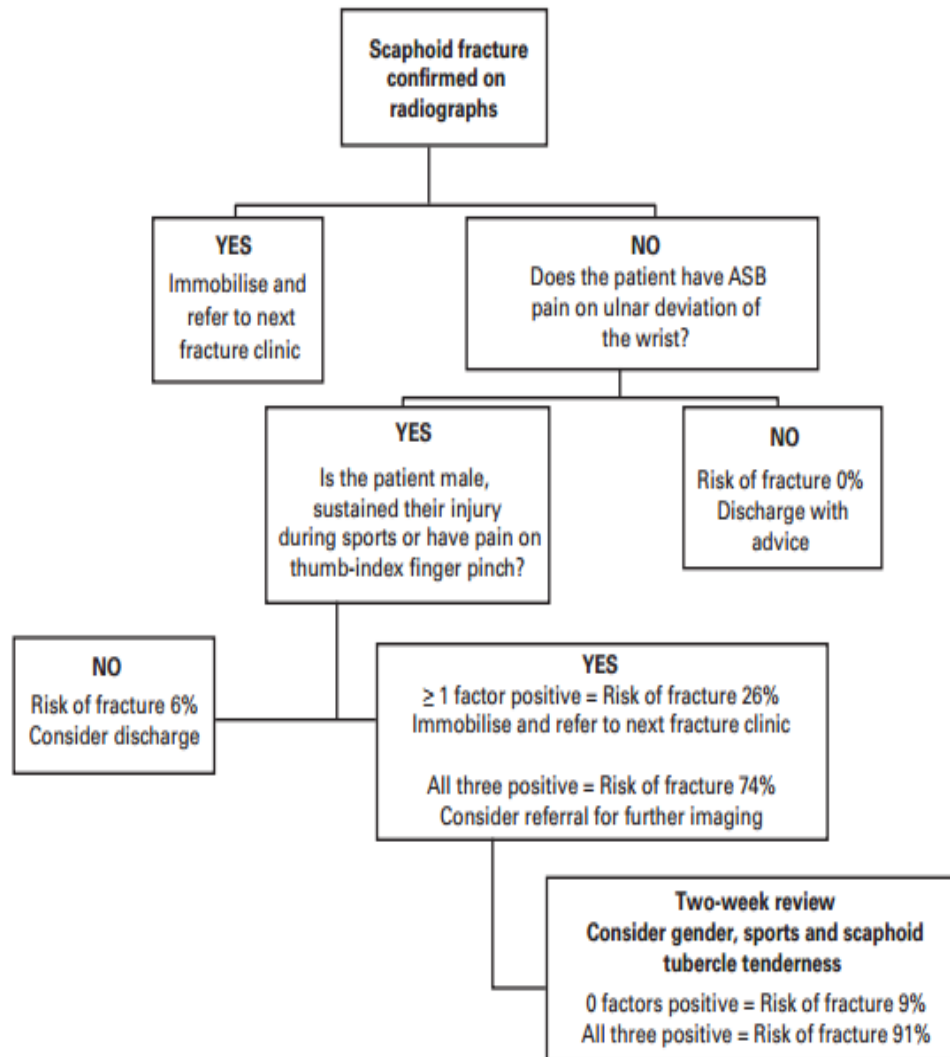 Scaphoid fracture
confirmed on
radiographs
YES
Immobilise and
refer to next
fracture clinic
NO
Does the patient have ASB
pain on ulnar deviation of
the wrist?
YES
Is the patient male,
sustained their injury
during sports or have pain on
thumb-index finger pinch?
NO
Risk of fracture 0%
Discharge with
advice
NO
Risk of fracture 6%
Consider discharge
YES
≥ 1 factor positive = Risk of fracture 26%
Immobilise and refer to next fracture clinic
All three positive = Risk of fracture 74%
Consider referral for further imaging
Two-week review
Consider gender, sports and scaphoid
tubercle tenderness
0 factors positive = Risk of fracture 9%
All three positive = Risk of fracture 91%